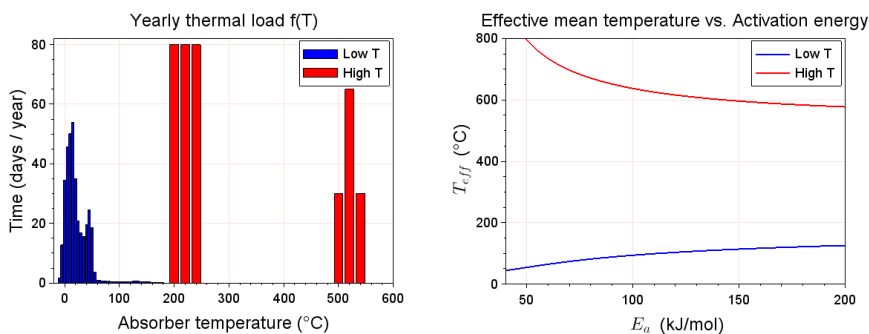 Yearly thermal load f(T)
Time (days / year)
80
60
40
20
0
Low T
High T
0 100 200 300 400 500 600
Absorber temperature (°C)
Effective mean temperature vs. Activation energy
T_eff (°C)
800
600
400
200
0
Low T
High T
50 100 150 200
E_a (kJ/mol)